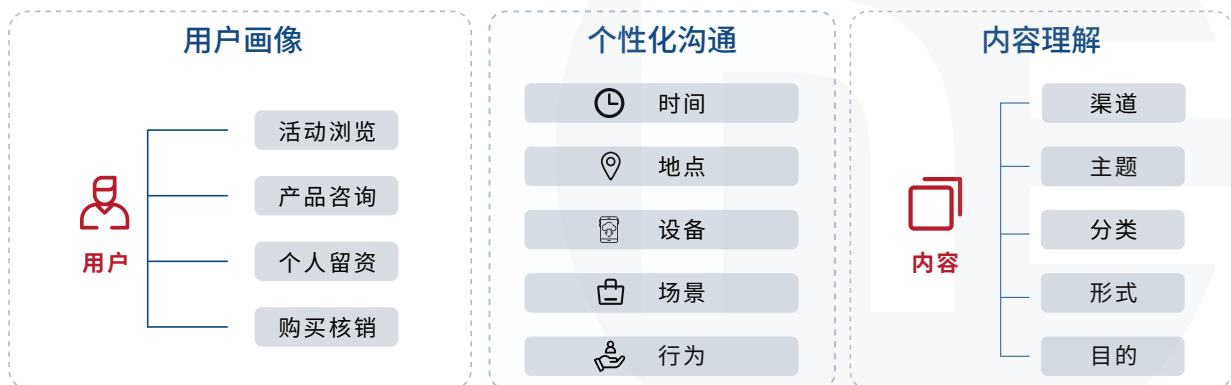 用户画像
活动浏览
产品咨询
用户
个人留资
购买核销
个性化沟通
时间
地点
设备
场景
行为
内容理解
渠道
主题
分类
内容
形式
目的